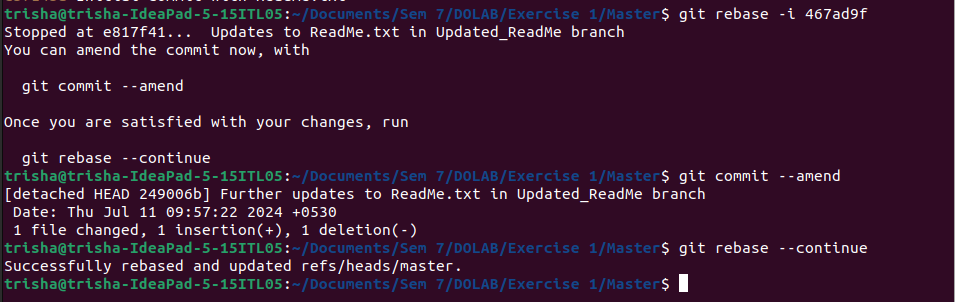 trisha@trisha-IdeaPad-5-15ITL05:~/Documents/Sem 7/DOLAB/Exercise 1/Master$ git rebase -i 467ad9f
Stopped at e817f41...  Updates to ReadMe.txt in Updated_ReadMe branch
You can amend the commit now, with

  git commit --amend

Once you are satisfied with your changes, run

  git rebase --continue
trisha@trisha-IdeaPad-5-15ITL05:~/Documents/Sem 7/DOLAB/Exercise 1/Master$ git commit --amend
[detached HEAD 249006b] Further updates to ReadMe.txt in Updated_ReadMe branch
 Date: Thu Jul 11 09:57:22 2024 +0530
 1 file changed, 1 insertion(+), 1 deletion(-)
trisha@trisha-IdeaPad-5-15ITL05:~/Documents/Sem 7/DOLAB/Exercise 1/Master$ git rebase --continue
Successfully rebased and updated refs/heads/master.
trisha@trisha-IdeaPad-5-15ITL05:~/Documents/Sem 7/DOLAB/Exercise 1/Master$